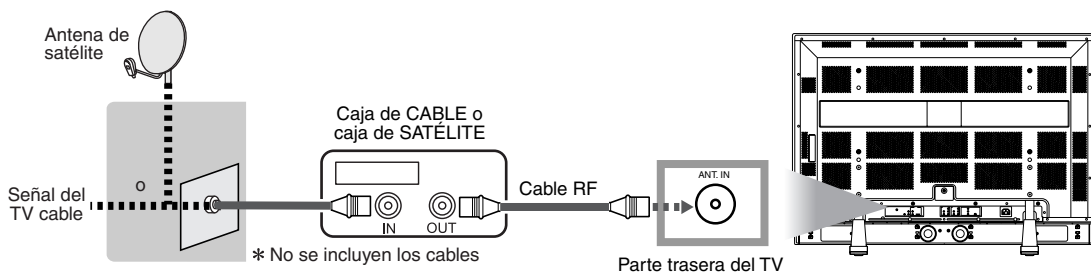 Antena de
satélite
Señal del
TV cable
o
Caja de CABLE o
caja de SATÉLITE
IN
OUT
Cable RF
ANT. IN
* No se incluyen los cables
Parte trasera del TV